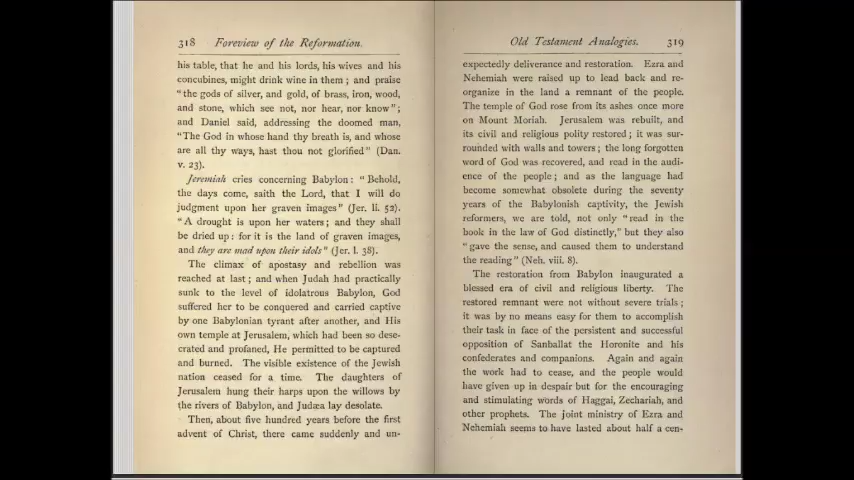 318 Foreview of the Reformation.
his table, that he and his lords, his wives and his
concubines, might drink wine in them ; and praise
“the gods of silver, and gold, of brass, iron, wood,
and stone, which see not, nor hear, nor know” ;
and Daniel said, addressing the doomed man,
“The God in whose hand thy breath is, and whose
are all thy ways, hast thou not glorified” (Dan.
v. 23).
Jeremiah cries concerning Babylon : “Behold,
the days come, saith the Lord, that I will do
judgment upon her graven images” (Jer. li. 52).
“A drought is upon her waters ; and they shall
be dried up : for it is the land of graven images,
and they are mad upon their idols” (Jer. l. 38).
The climax of apostasy and rebellion was
reached at last ; and when Judah had practically
sunk to the level of idolatrous Babylon, God
suffered her to be conquered and carried captive
by one Babylonian tyrant after another, and His
own temple at Jerusalem, which had been so dese-
crated and profaned, He permitted to be captured
and burned. The visible existence of the Jewish
nation ceased for a time. The daughters of
Jerusalem hung their harps upon the willows by
the rivers of Babylon, and Judæa lay desolate.
Then, about five hundred years before the first
advent of Christ, there came suddenly and un-
Old Testament Analogies. 319
expectedly deliverance and restoration. Ezra and
Nehemiah were raised up to lead back and re-
organize in the land a remnant of the people.
The temple of God rose from its ashes once more
on Mount Moriah. Jerusalem was rebuilt, and
its civil and religious polity restored ; it was sur-
rounded with walls and towers ; the long forgotten
word of God was recovered, and read in the audi-
ence of the people ; and as the language had
become somewhat obsolete during the seventy
years of the Babylonish captivity, the Jewish
reformers, we are told, not only “read in the
book in the law of God distinctly,” but they also
“gave the sense, and caused them to understand
the reading” (Neh. viii. 8).
The restoration from Babylon inaugurated a
blessed era of civil and religious liberty. The
restored remnant were not without severe trials ;
it was by no means easy for them to accomplish
their task in face of the persistent and successful
opposition of Sanballat the Horonite and his
confederates and companions. Again and again
the work had to cease, and the people would
have given up in despair but for the encouraging
and stimulating words of Haggai, Zechariah, and
other prophets. The joint ministry of Ezra and
Nehemiah seems to have lasted about half a cen-